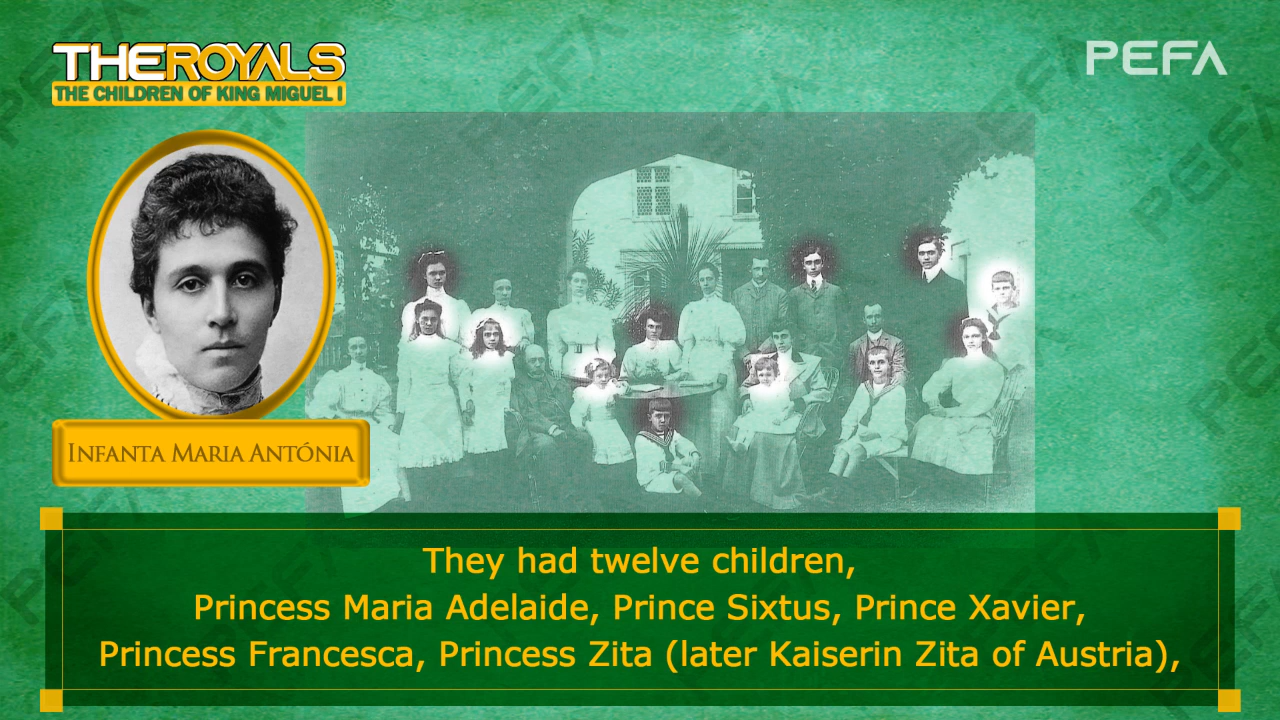 THEROYALS
THE CHILDREN OF KING MIGUEL I
PEFA
INFANTA MARIA ANTÓNIA
They had twelve children,
Princess Maria Adelaide, Prince Sixtus, Prince Xavier,
Princess Francesca, Princess Zita (later Kaiserin Zita of Austria),